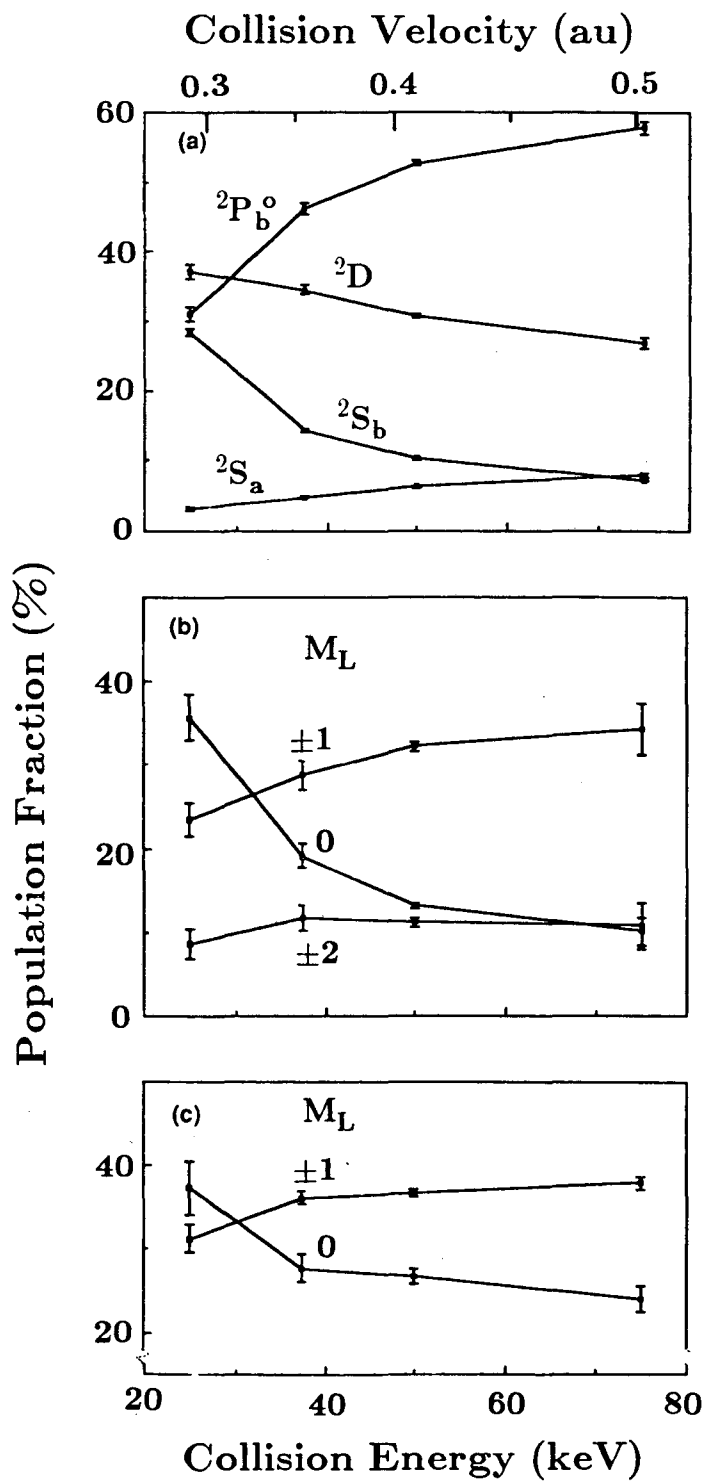 Collision Velocity (au)
0.3 0.4 0.5
60
(a)
²P_b^o
40
²D
20
²S_b
²S_a
0
Population Fraction (%)
(b)
M_L
40
±1
20
0
±2
0
(c)
M_L
40
±1
0
20
20 40 60 80
Collision Energy (keV)